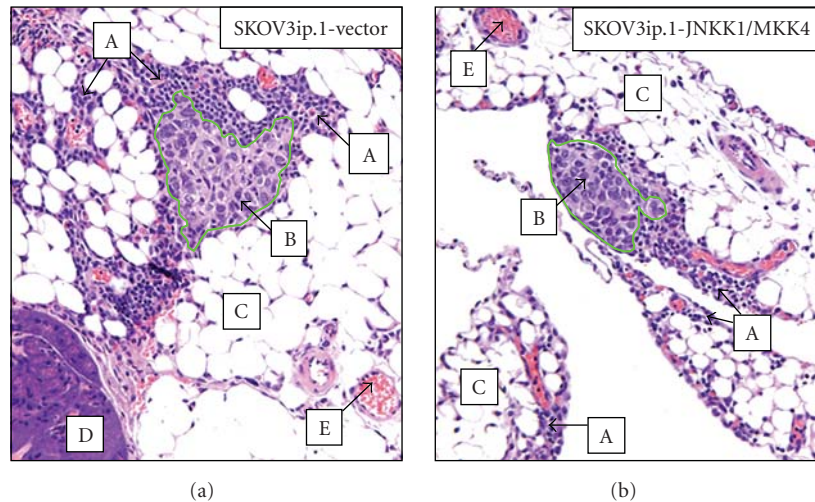 SKOV3ip.1-vector
A
A
B
C
D
E
(a)
SKOV3ip.1-JNKK1/MKK4
E
C
B
A
C
A
(b)